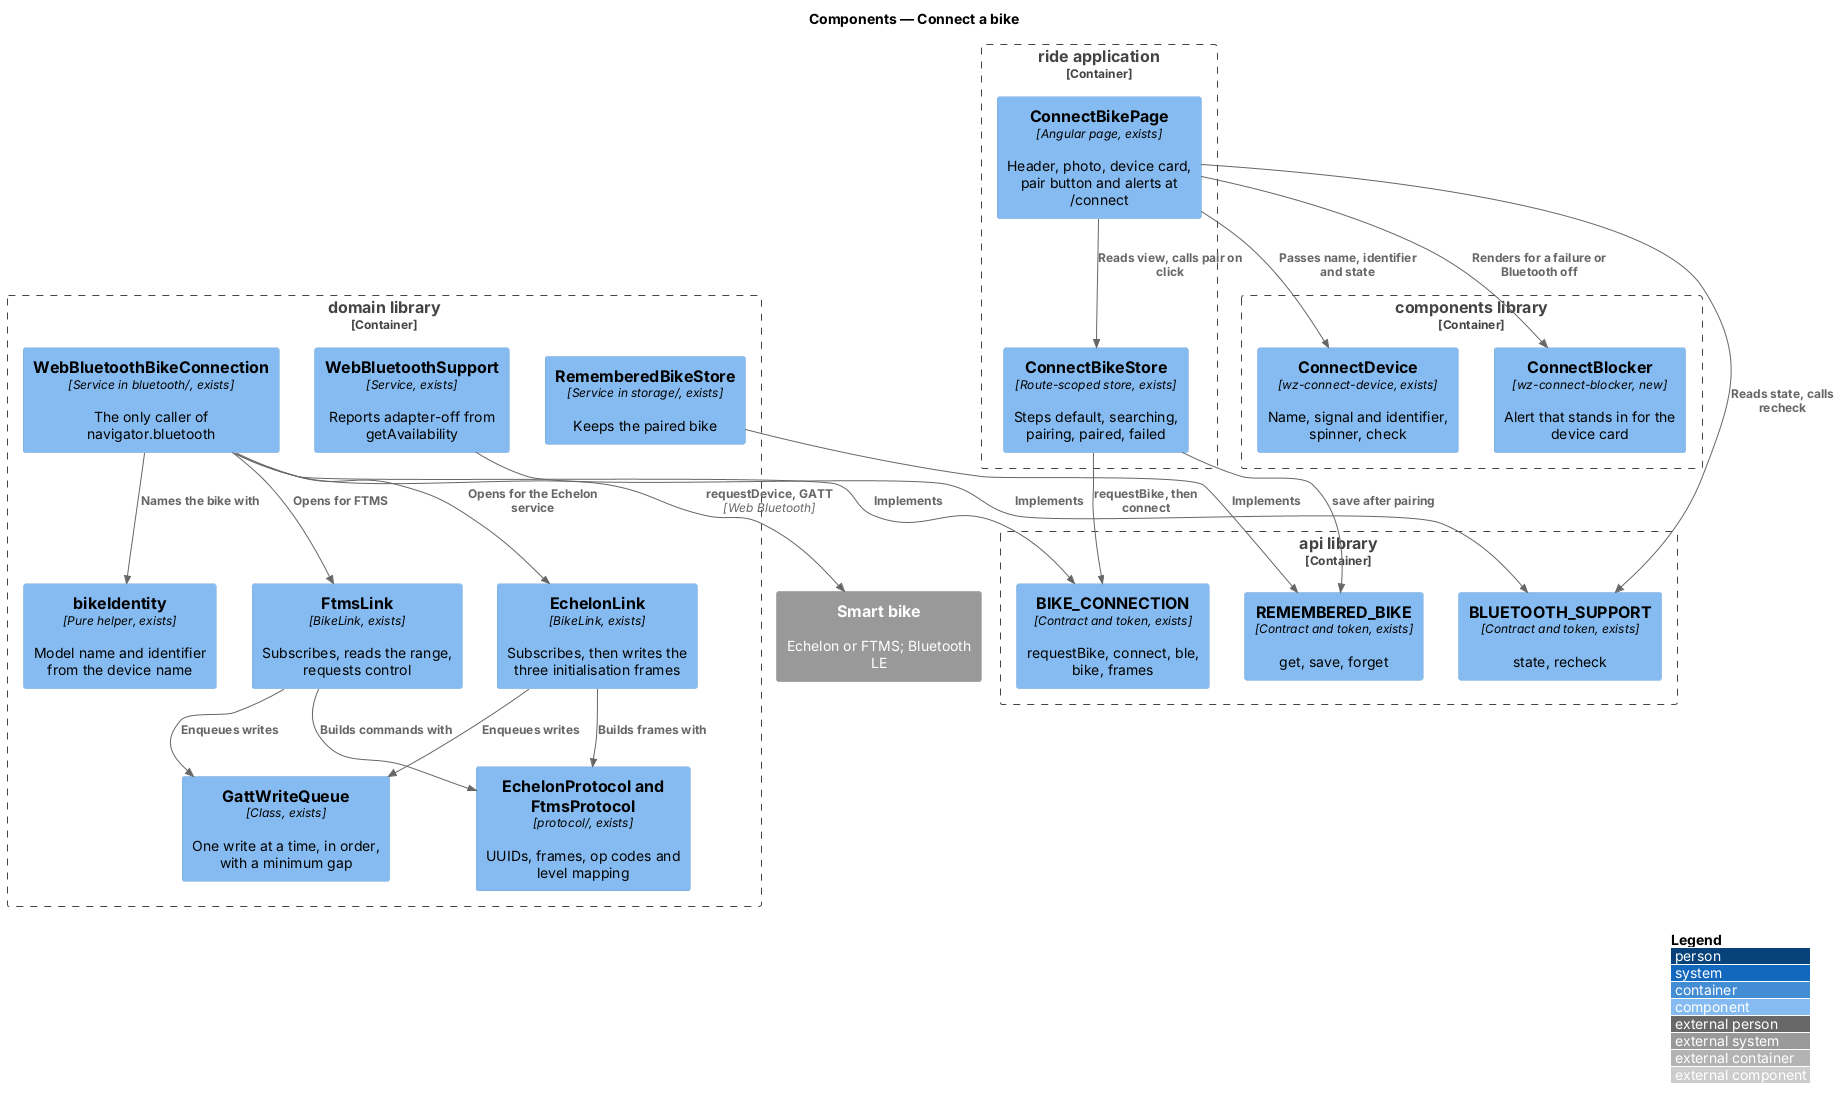 Components — Connect a bike
ride application
[Container]
ConnectBikePage
[Angular page, exists]
Header, photo, device card,
pair button and alerts at
/connect
Reads view, calls pair on
click
Passes name, identifier
and state
Renders for a failure or
Bluetooth off
Reads state, calls
recheck
domain library
[Container]
WebBluetoothBikeConnection
[Service in bluetooth/, exists]
The only caller of
navigator.bluetooth
WebBluetoothSupport
[Service, exists]
Reports adapter-off from
getAvailability
RememberedBikeStore
[Service in storage/, exists]
Keeps the paired bike
ConnectBikeStore
[Route-scoped store, exists]
Steps default, searching,
pairing, paired, failed
components library
[Container]
ConnectDevice
[wz-connect-device, exists]
Name, signal and identifier,
spinner, check
ConnectBlocker
[wz-connect-blocker, new]
Alert that stands in for the
device card
Names the bike with
Opens for FTMS
Opens for the Echelon
service
requestDevice, GATT
[Web Bluetooth]
Implements
Implements
requestBike, then
connect
Implements
save after pairing
bikeIdentity
[Pure helper, exists]
Model name and identifier
from the device name
FtmsLink
[BikeLink, exists]
Subscribes, reads the range,
requests control
EchelonLink
[BikeLink, exists]
Subscribes, then writes the
three initialisation frames
Smart bike
Echelon or FTMS; Bluetooth
LE
api library
[Container]
BIKE_CONNECTION
[Contract and token, exists]
requestBike, connect, ble,
bike, frames
REMEMBERED_BIKE
[Contract and token, exists]
get, save, forget
BLUETOOTH_SUPPORT
[Contract and token, exists]
state, recheck
Enqueues writes
Builds commands with
Enqueues writes
Builds frames with
GattWriteQueue
[Class, exists]
One write at a time, in order,
with a minimum gap
EchelonProtocol and
FtmsProtocol
[protocol/, exists]
UUIDs, frames, op codes and
level mapping
Legend
person
system
container
component
external person
external system
external container
external component